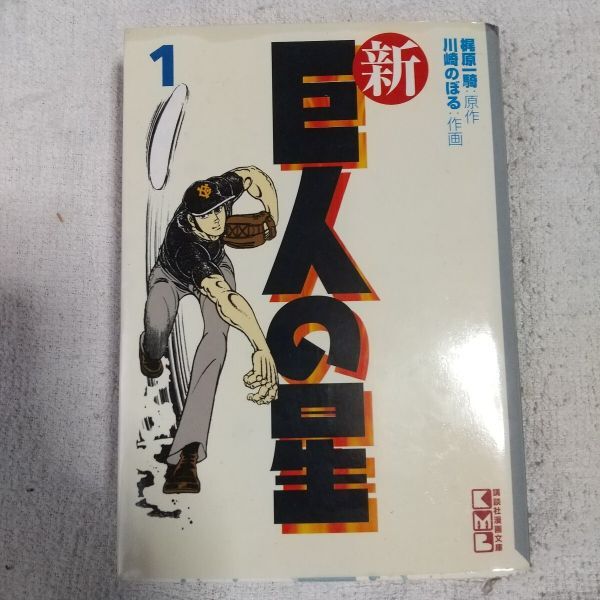 梶原一騎:原作
川崎のぼる:作画
新
巨人の星
1
講談社漫画文庫
KMB